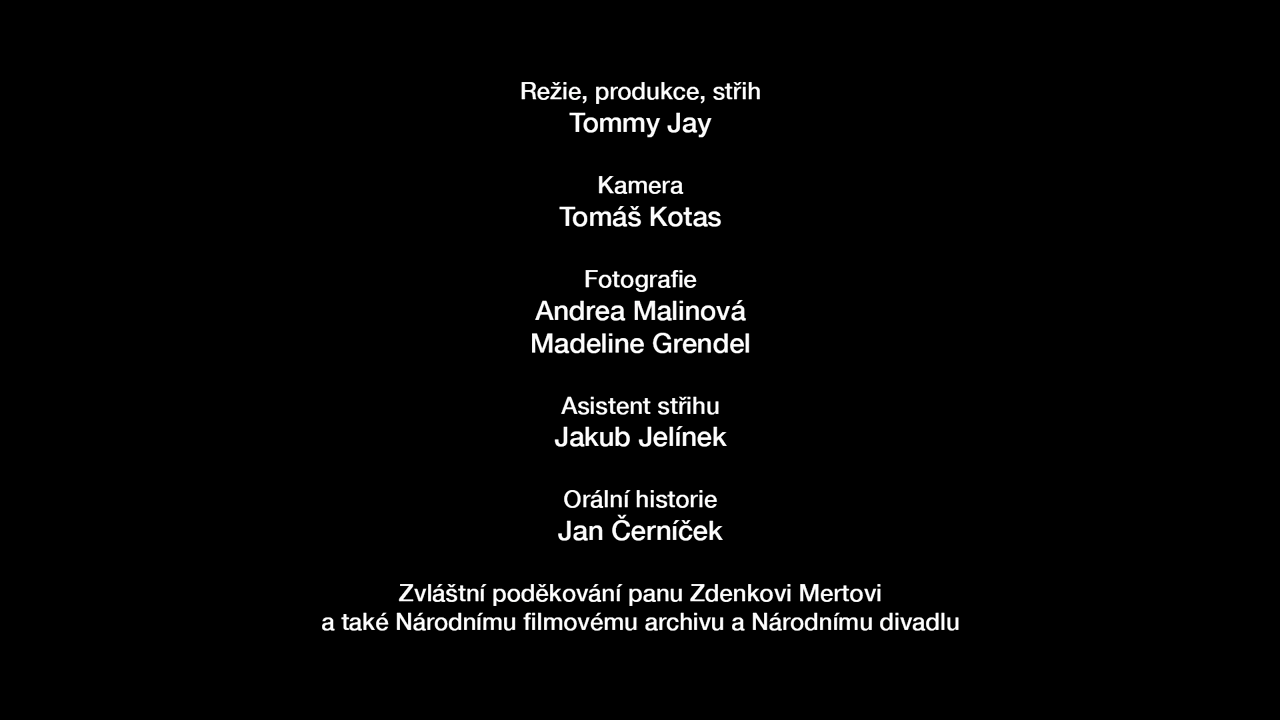 Režie, produkce, střih
Tommy Jay
Kamera
Tomáš Kotas
Fotografie
Andrea Malinová
Madeline Grendel
Asistent střihu
Jakub Jelínek
Orální historie
Jan Černíček
Zvláštní poděkování panu Zdenkovi Mertovi
a také Národnímu filmovému archivu a Národnímu divadlu